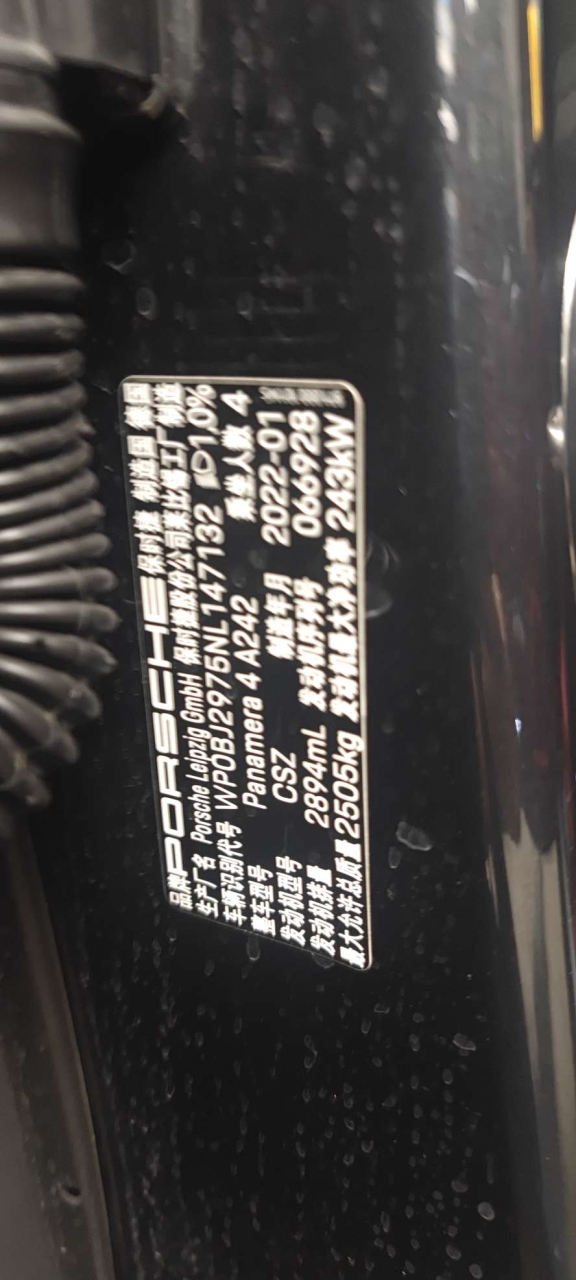 品牌 PORSCHE 保时捷 制造国 德国
生产厂名 Porsche Leipzig GmbH 保时捷股份公司莱比锡工厂制造
车辆识别代号 WP0BJ2975NL147132 1,0%
整车型号 Panamera 4 A242 乘坐人数 4
发动机型号 CSZ 制造年月 2022-01
发动机排量 2894mL 发动机序列号 066928
最大允许总质量 2505kg 发动机最大净功率 243kW